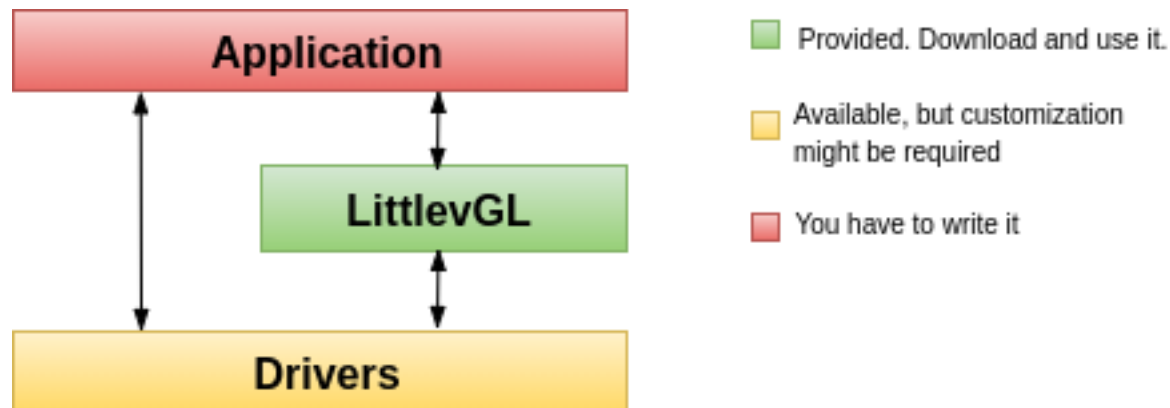 Application
LittlevGL
Drivers
Provided. Download and use it.
Available, but customization
might be required
You have to write it